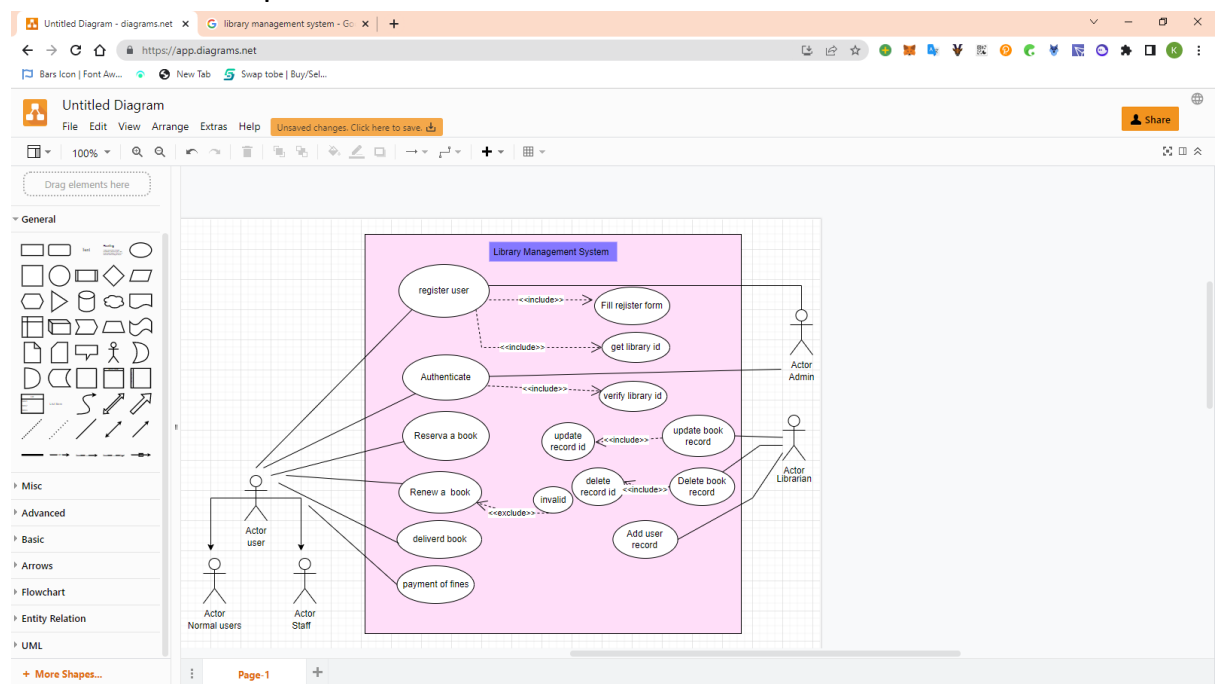 Untitled Diagram - diagrams.net
library management system - Go
https://app.diagrams.net
K
Bars Icon | Font Aw...
New Tab
Swap tobe | Buy/Sel...
Untitled Diagram
File Edit View Arrange Extras Help
Unsaved changes. Click here to save.
Share
100%
Drag elements here
General
Text
Heading
Misc
Advanced
Basic
Arrows
Flowchart
Entity Relation
UML
+ More Shapes...
Page-1
Library Management System
register user
<<include>>
Fill rejister form
<<include>>
get library id
Actor
Admin
Authenticate
<<include>>
verify library id
Reserva a book
update
record id
<<include>>
update book
record
Actor
Librarian
Renew a book
invalid
<<exclude>>
delete
record id
<<include>>
Delete book
record
deliverd book
Add user
record
payment of fines
Actor
user
Actor
Normal users
Actor
Staff